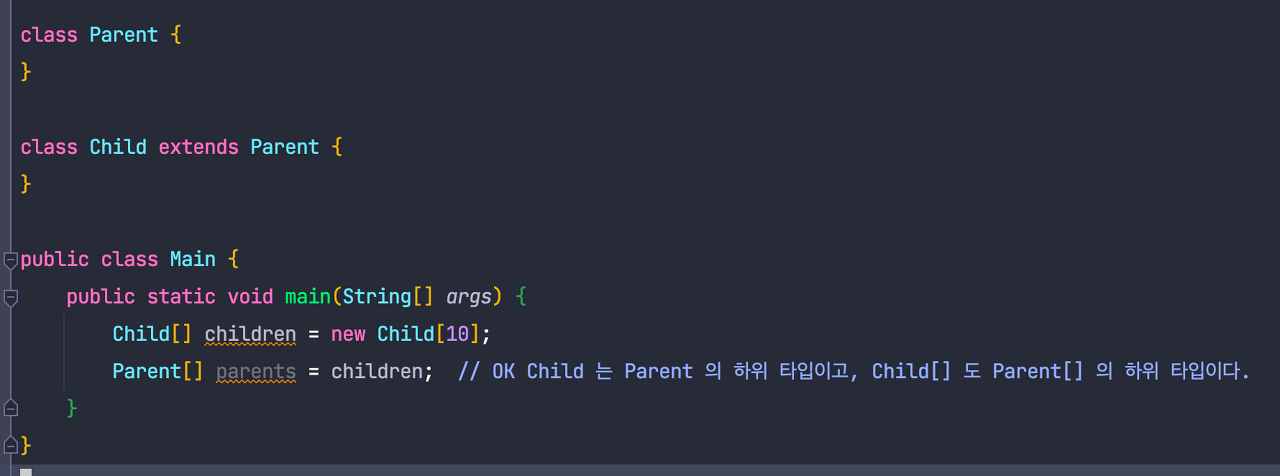 class Parent {
}
class Child extends Parent {
}
public class Main {
    public static void main(String[] args) {
        Child[] children = new Child[10];
        Parent[] parents = children;  // OK Child 는 Parent 의 하위 타입이고, Child[] 도 Parent[] 의 하위 타입이다.
    }
}